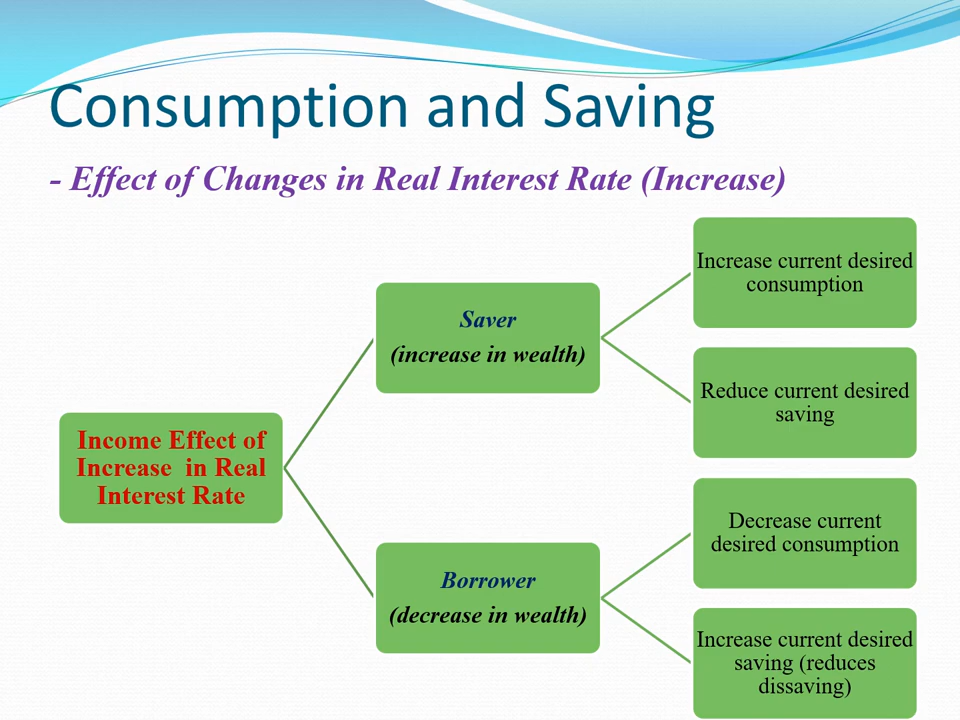 Consumption and Saving
- Effect of Changes in Real Interest Rate (Increase)
Income Effect of
Increase in Real
Interest Rate
Saver
(increase in wealth)
Increase current desired
consumption
Reduce current desired
saving
Borrower
(decrease in wealth)
Decrease current
desired consumption
Increase current desired
saving (reduces
dissaving)